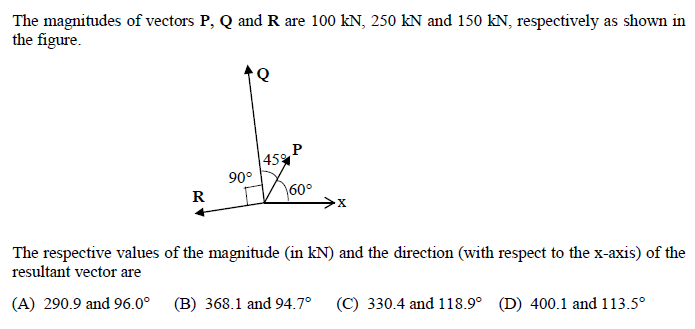 The magnitudes of vectors P, Q and R are 100 kN, 250 kN and 150 kN, respectively as shown in
the figure.
Q
P
45°
90°
60°
R
x
The respective values of the magnitude (in kN) and the direction (with respect to the x-axis) of the
resultant vector are
(A) 290.9 and 96.0° (B) 368.1 and 94.7° (C) 330.4 and 118.9° (D) 400.1 and 113.5°